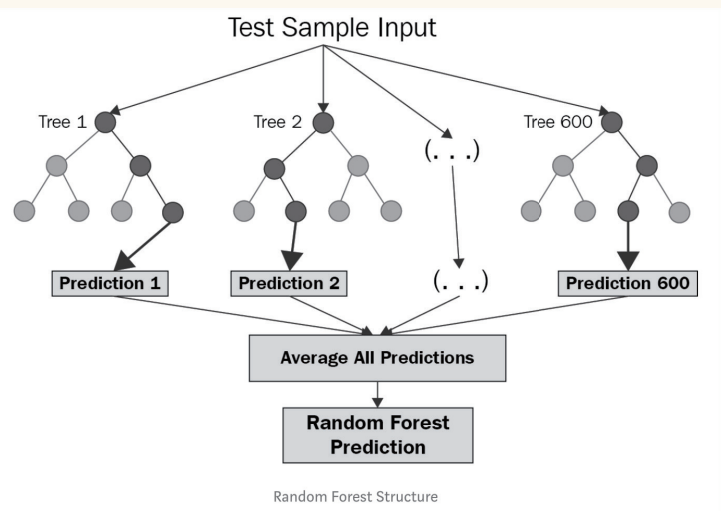 Test Sample Input
Tree 1
Tree 2
(. . .)
Tree 600
Prediction 1
Prediction 2
(. . .)
Prediction 600
Average All Predictions
Random Forest
Prediction
Random Forest Structure